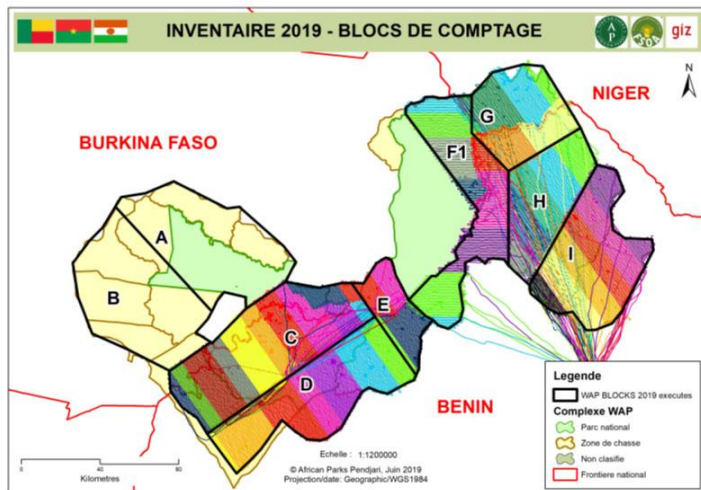 INVENTAIRE 2019 - BLOCS DE COMPTAGE
AP
giz
N
NIGER
BURKINA FASO
G
F1
A
H
B
I
E
C
D
BENIN
Legende
WAP BLOCKS 2019 executes
Complexe WAP
Parc national
Zone de chasse
Non clasifie
Frontiere national
Echelle : 1:1200000
© African Parks Pendjari, Juin 2019
Projection/date: Geographic/WGS1984
0 40 80
Kilometres